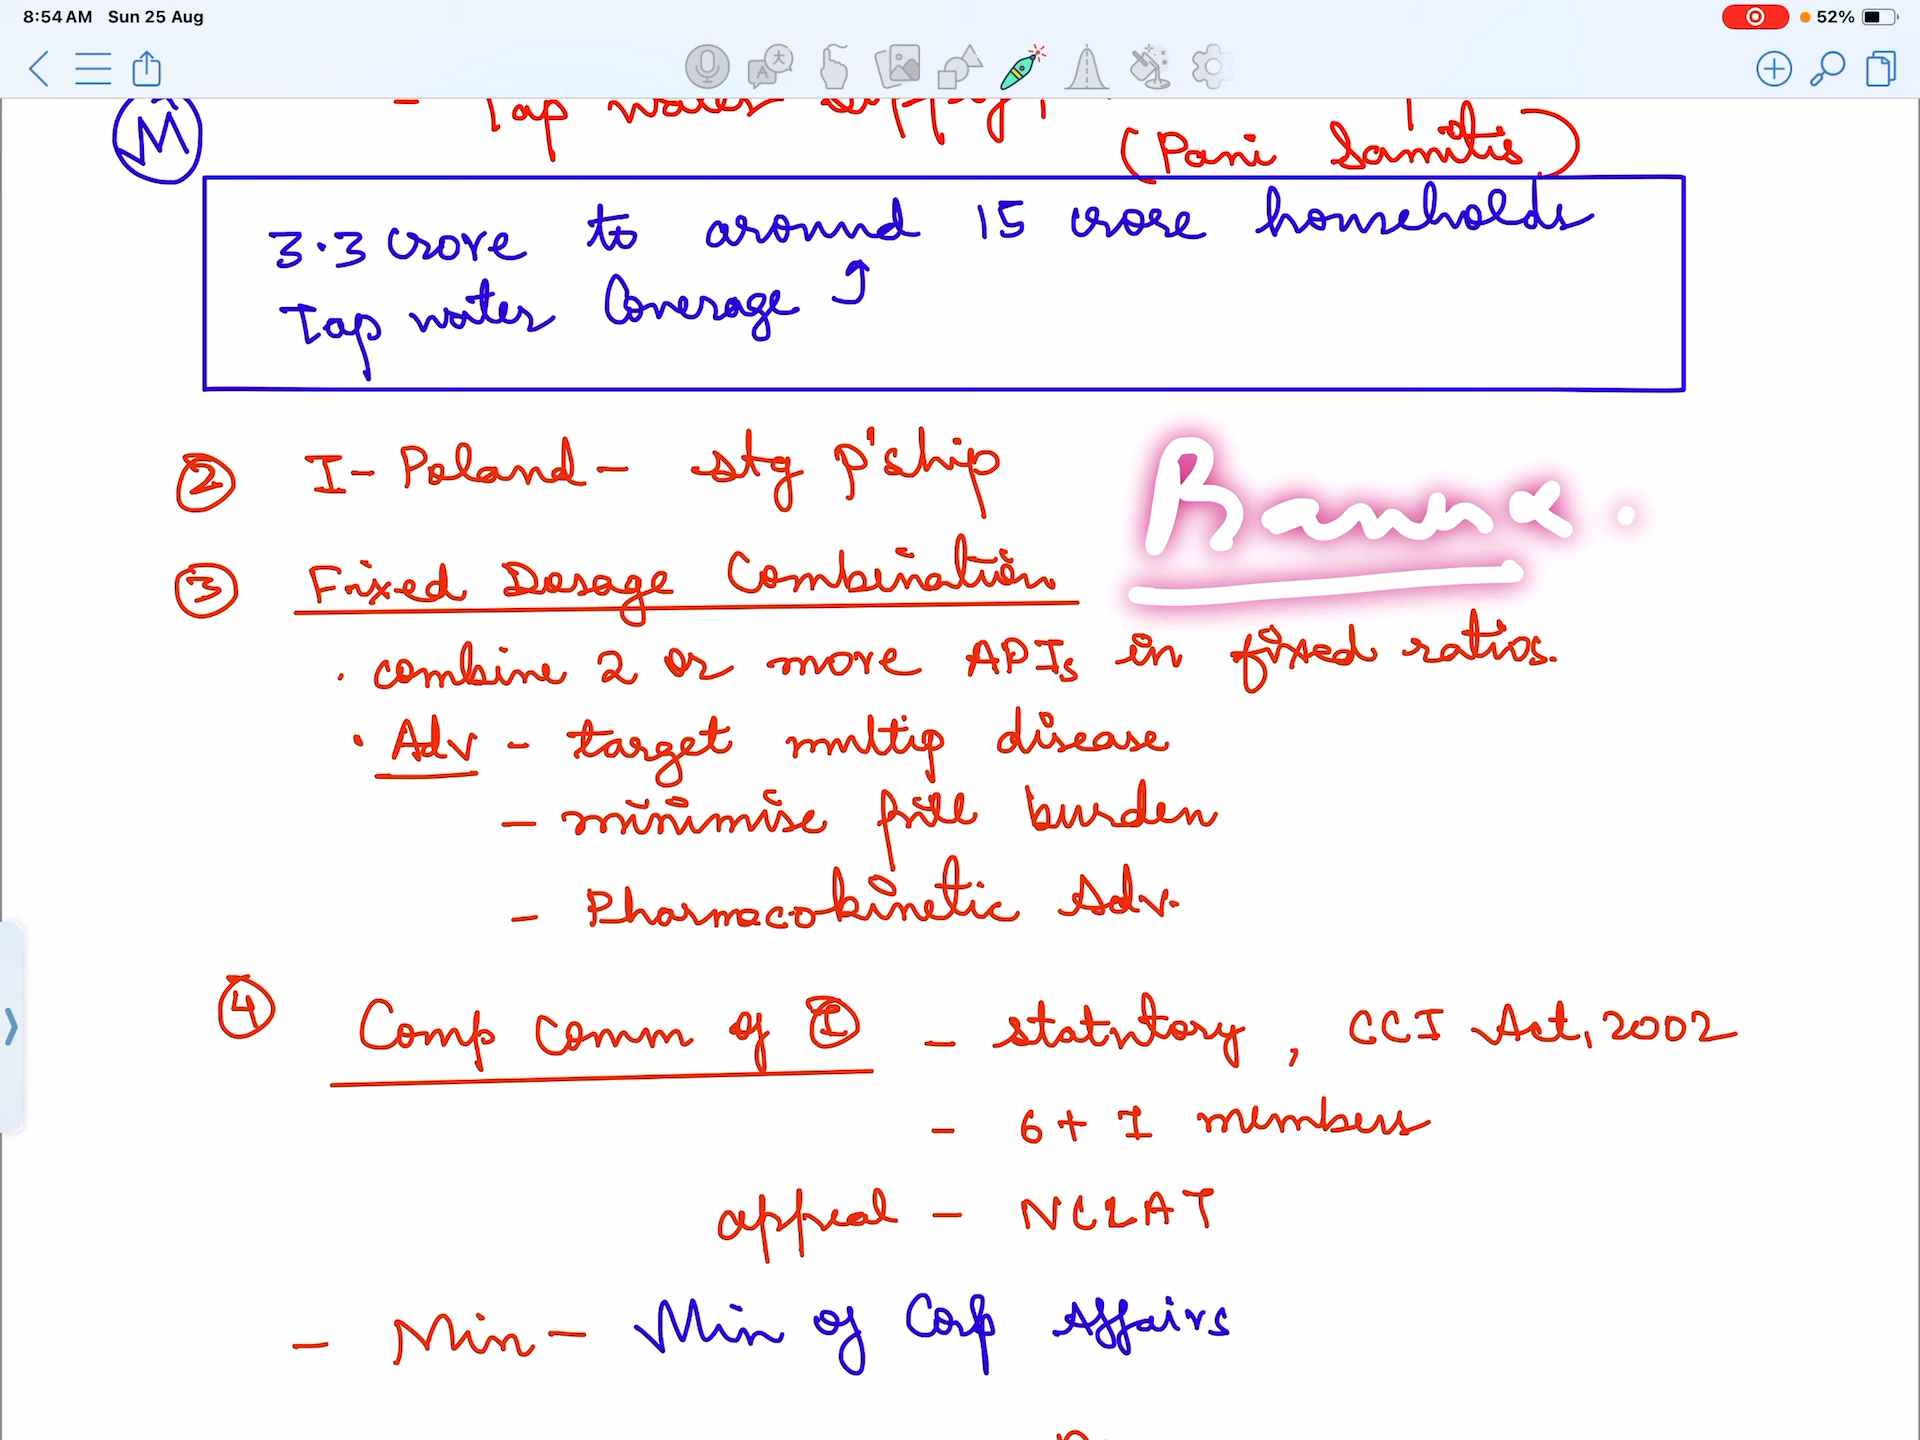 8:54 AM Sun 25 Aug
52%
M
- Tap water supply,
(Pani Samitis)
3.3 crore to around 15 crore households
Tap water Coverage ↑
② I - Poland - stg p'ship
③ Fixed Dosage Combination
• combine 2 or more APIs in fixed ratios.
• Adv - target multip disease
- minimise pill burden
- Pharmacokinetic Adv.
④ Comp comm of I - statutory, CCI Act, 2002
- 6 + 1 members
appeal - NCLAT
- Min - Min of Corp Affairs